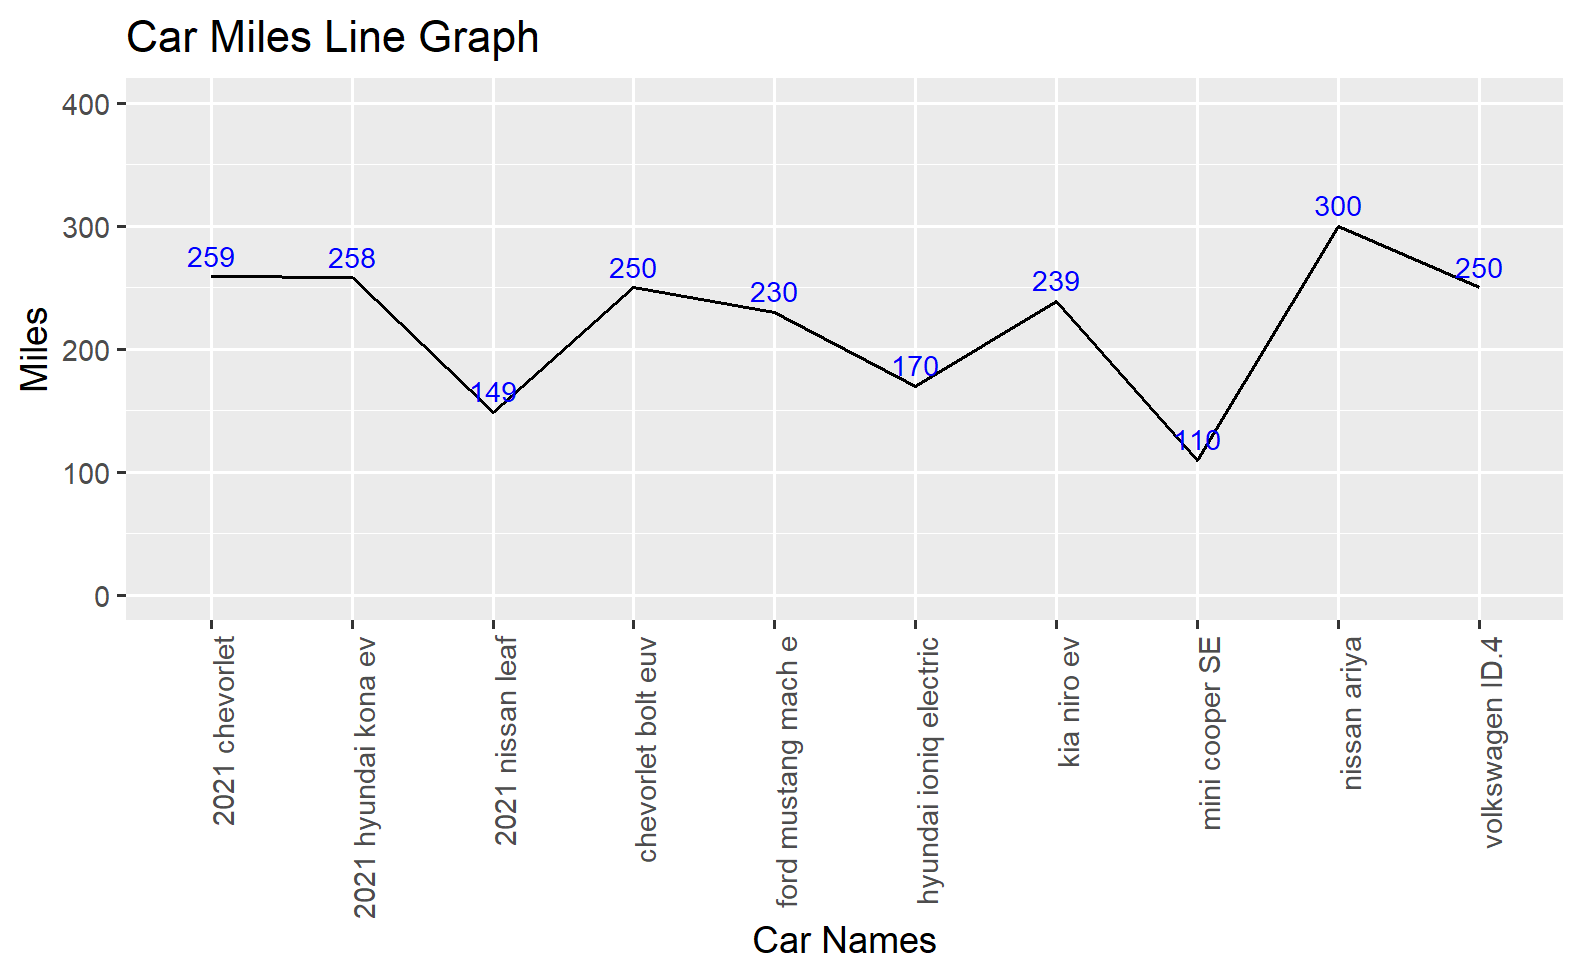 Car Miles Line Graph
Miles
400
300
200
100
0
259
258
149
250
230
170
239
110
300
250
2021 chevorlet
2021 hyundai kona ev
2021 nissan leaf
chevorlet bolt euv
ford mustang mach e
hyundai ioniq electric
kia niro ev
mini cooper SE
nissan ariya
volkswagen ID.4
Car Names